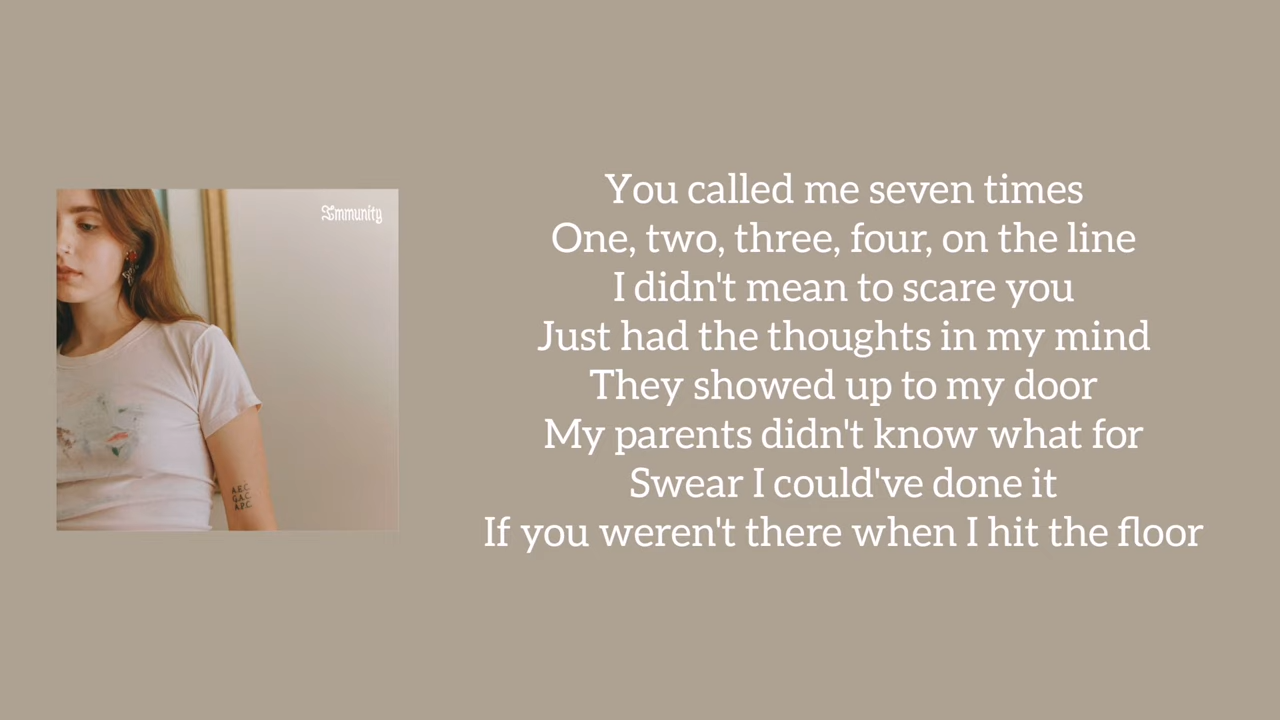 Immunity
You called me seven times
One, two, three, four, on the line
I didn't mean to scare you
Just had the thoughts in my mind
They showed up to my door
My parents didn't know what for
Swear I could've done it
If you weren't there when I hit the floor
A.E.C.
G.A.C.
A.P.C.